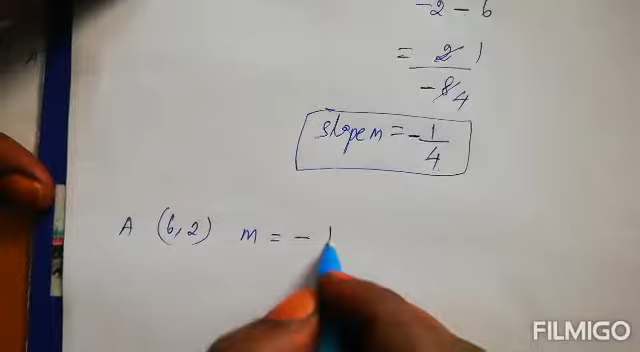 -2 - 6
= 2 1
-8 4
slope m = - 1
4
A (6,2) m = - 1
FILMIGO